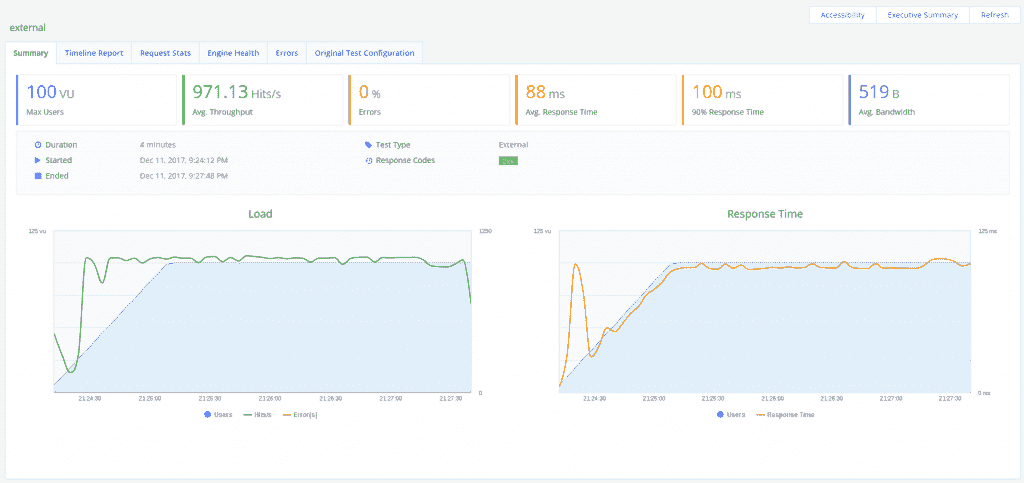 Accessibility Executive Summary Refresh
external
Summary Timeline Report Request Stats Engine Health Errors Original Test Configuration
100 VU 971.13 Hits/s 0 % 88 ms 100 ms 519 B
Max Users Avg. Throughput Errors Avg. Response Time 90% Response Time Avg. Bandwidth
Duration 4 minutes Test Type External
Started Dec 11, 2017, 9:24:12 PM Response Codes 2xx
Ended Dec 11, 2017, 9:27:48 PM
Load Response Time
125 vu 1250 125 vu 125 ms
0 0 ms
21:24:30 21:25:00 21:25:30 21:26:00 21:26:30 21:27:00 21:27:30 21:24:30 21:25:00 21:25:30 21:26:00 21:26:30 21:27:00 21:27:30
Users Hits/s Error(s) Users Response Time